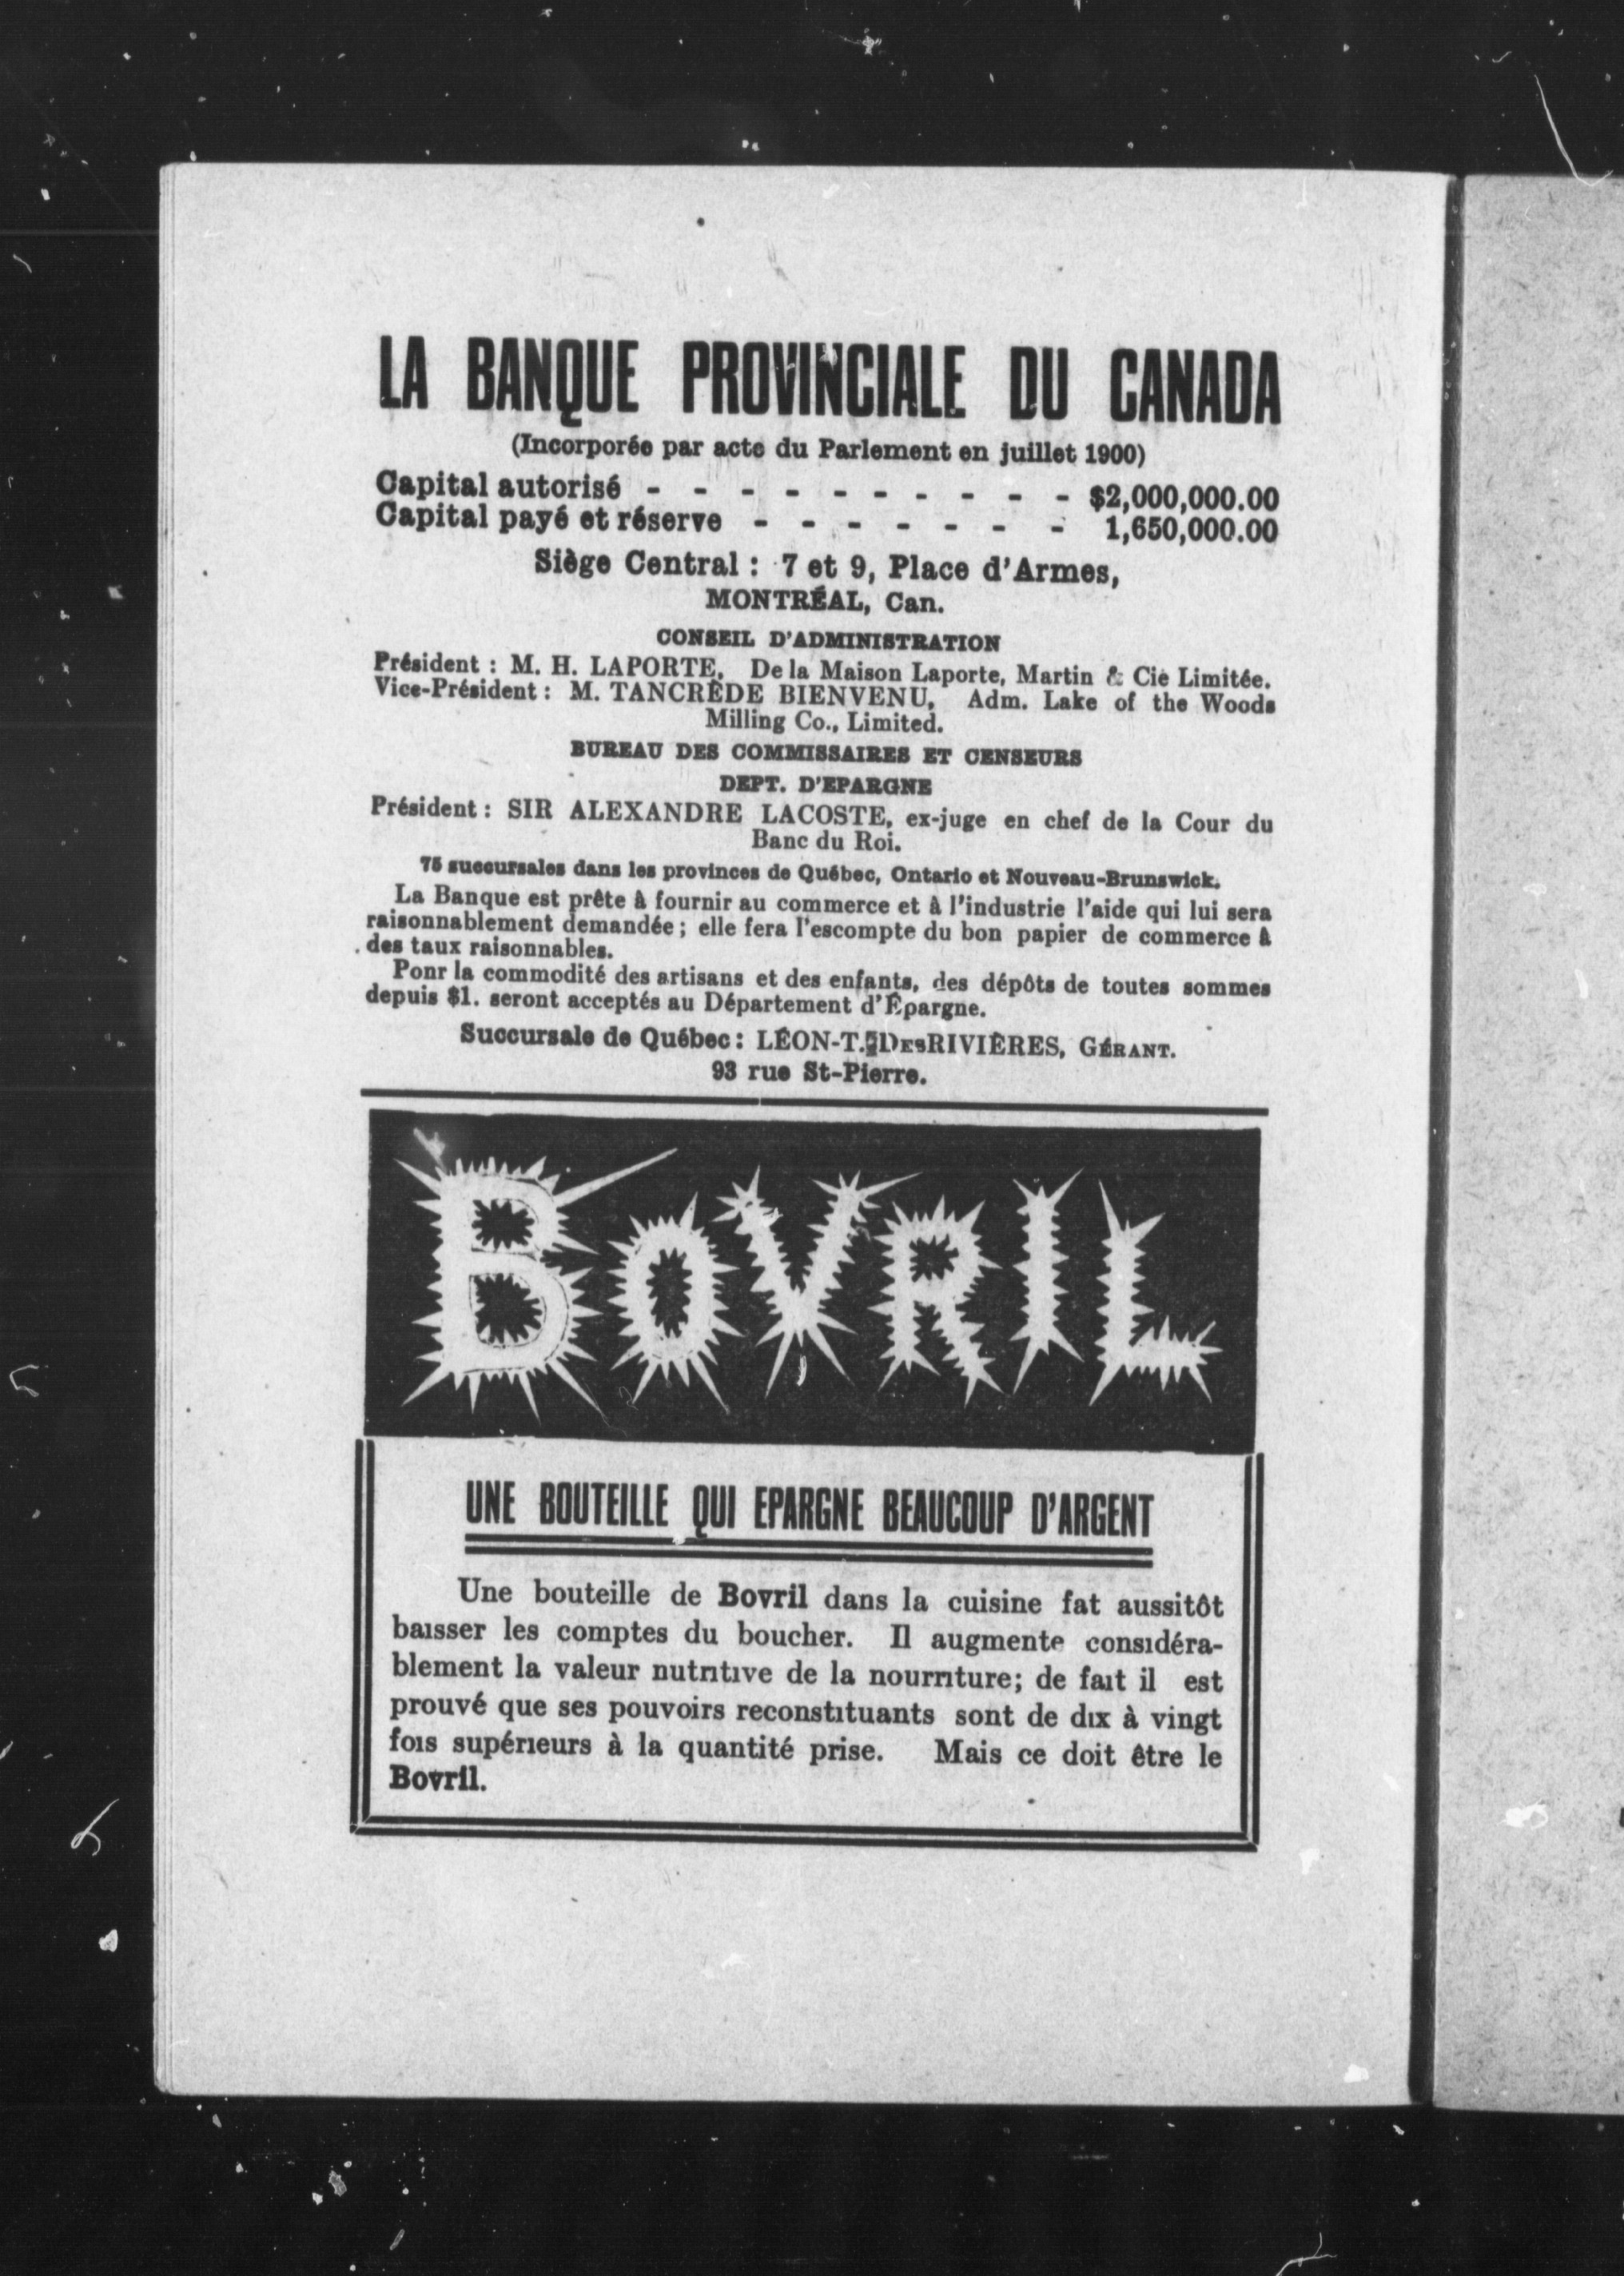 LA BANQUE PROVINCIALE DU CANADA
(Incorporée par acte du Parlement en juillet 1900)
Capital autorisé - - - - - - - - - - $2,000,000.00
Capital payé et réserve - - - - - - - 1,650,000.00
Siège Central : 7 et 9, Place d'Armes,
MONTRÉAL, Can.
CONSEIL D'ADMINISTRATION
Président : M. H. LAPORTE, De la Maison Laporte, Martin & Cie Limitée.
Vice-Président : M. TANCRÈDE BIENVENU, Adm. Lake of the Woods
Milling Co., Limited.
BUREAU DES COMMISSAIRES ET CENSEURS
DEPT. D'EPARGNE
Président : SIR ALEXANDRE LACOSTE, ex-juge en chef de la Cour du
Banc du Roi.
75 succursales dans les provinces de Québec, Ontario et Nouveau-Brunswick.
La Banque est prête à fournir au commerce et à l'industrie l'aide qui lui sera
raisonnablement demandée ; elle fera l'escompte du bon papier de commerce à
des taux raisonnables.
Ponr la commodité des artisans et des enfants, des dépôts de toutes sommes
depuis $1. seront acceptés au Département d'Épargne.
Succursale de Québec : LÉON-T. DesRIVIÈRES, GÉRANT.
93 rue St-Pierre.
BOVRIL
UNE BOUTEILLE QUI EPARGNE BEAUCOUP D'ARGENT
Une bouteille de Bovril dans la cuisine fat aussitôt
baisser les comptes du boucher. Il augmente considéra-
blement la valeur nutritive de la nourriture; de fait il est
prouvé que ses pouvoirs reconstituants sont de dix à vingt
fois supérieurs à la quantité prise. Mais ce doit être le
Bovril.